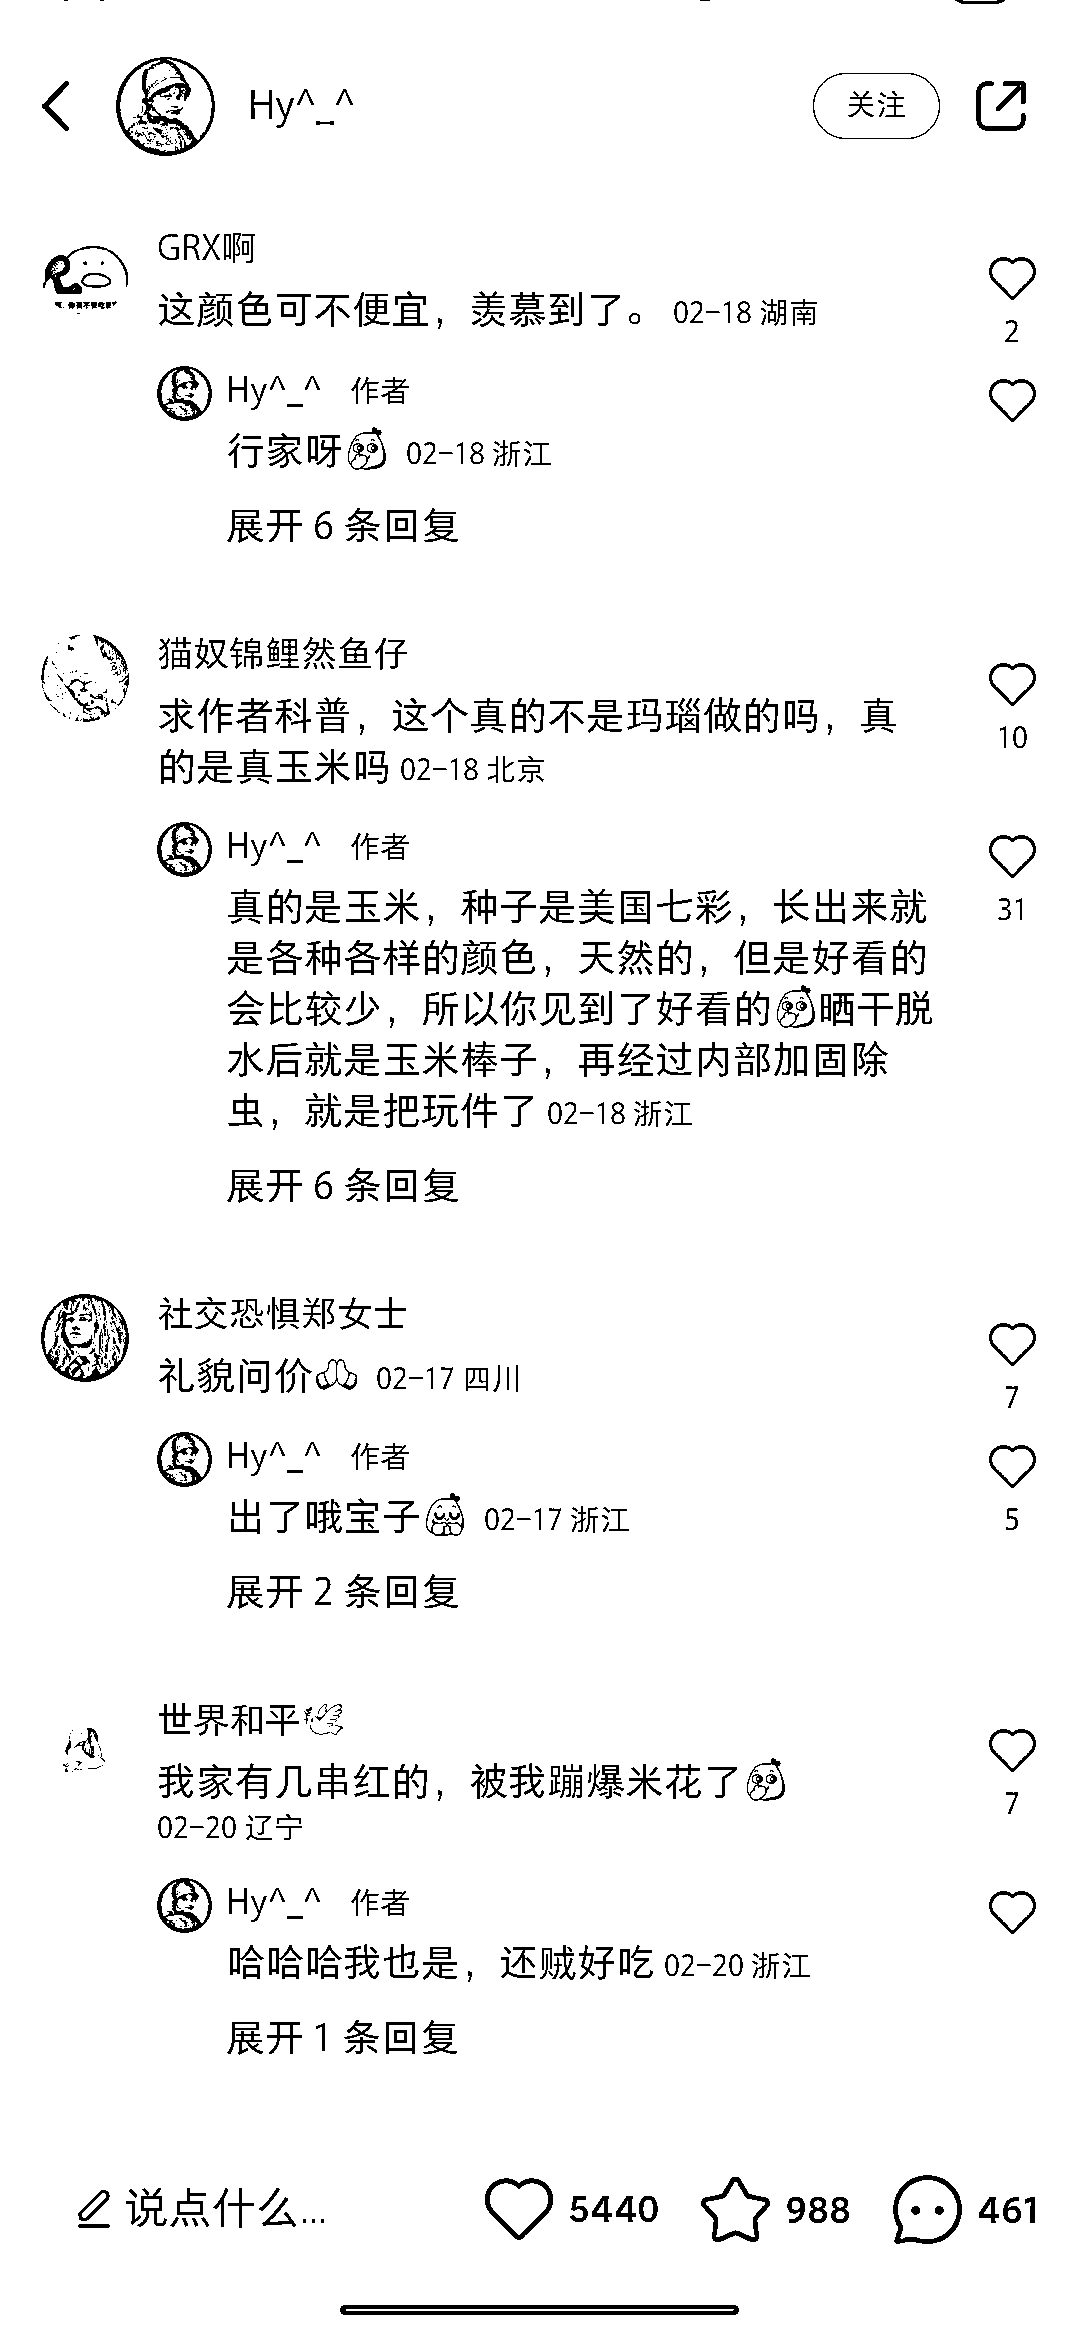 Hy^_^
关注
GRX啊
这颜色可不便宜，羡慕到了。 02-18 湖南
2
Hy^_^ 作者
行家呀 02-18 浙江
展开 6 条回复
猫奴锦鲤然鱼仔
求作者科普，这个真的不是玛瑙做的吗，真
的是真玉米吗 02-18 北京
10
Hy^_^ 作者
真的是玉米，种子是美国七彩，长出来就
是各种各样的颜色，天然的，但是好看的
会比较少，所以你见到了好看的晒干脱
水后就是玉米棒子，再经过内部加固除
虫，就是把玩件了 02-18 浙江
31
展开 6 条回复
社交恐惧郑女士
礼貌问价 02-17 四川
7
Hy^_^ 作者
出了哦宝子 02-17 浙江
5
展开 2 条回复
世界和平
我家有几串红的，被我蹦爆米花了
02-20 辽宁
7
Hy^_^ 作者
哈哈哈我也是，还贼好吃 02-20 浙江
展开 1 条回复
说点什么... 5440 988 461